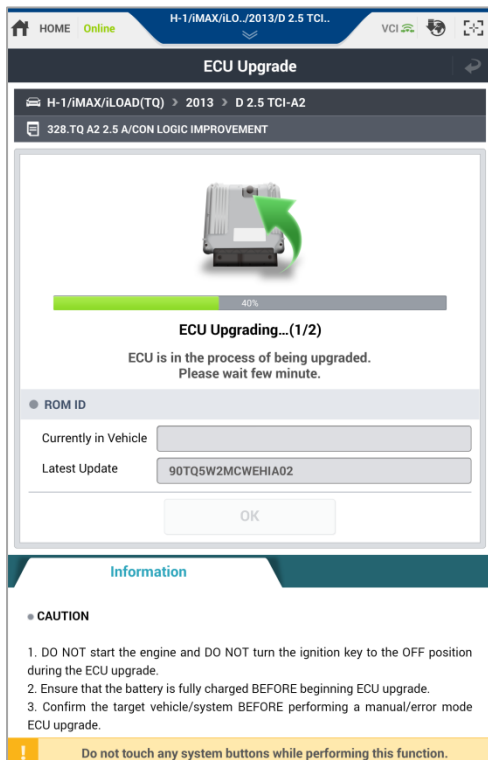 H-1/iMAX/iLO../2013/D 2.5 TCI..
HOME Online VCI
ECU Upgrade
H-1/iMAX/iLOAD(TQ) > 2013 > D 2.5 TCI-A2
328.TQ A2 2.5 A/CON LOGIC IMPROVEMENT
40%
ECU Upgrading...(1/2)
ECU is in the process of being upgraded.
Please wait few minute.
ROM ID
Currently in Vehicle
Latest Update 90TQ5W2MCWEHIA02
OK
Information
CAUTION
1. DO NOT start the engine and DO NOT turn the ignition key to the OFF position
during the ECU upgrade.
2. Ensure that the battery is fully charged BEFORE beginning ECU upgrade.
3. Confirm the target vehicle/system BEFORE performing a manual/error mode
ECU upgrade.
! Do not touch any system buttons while performing this function.